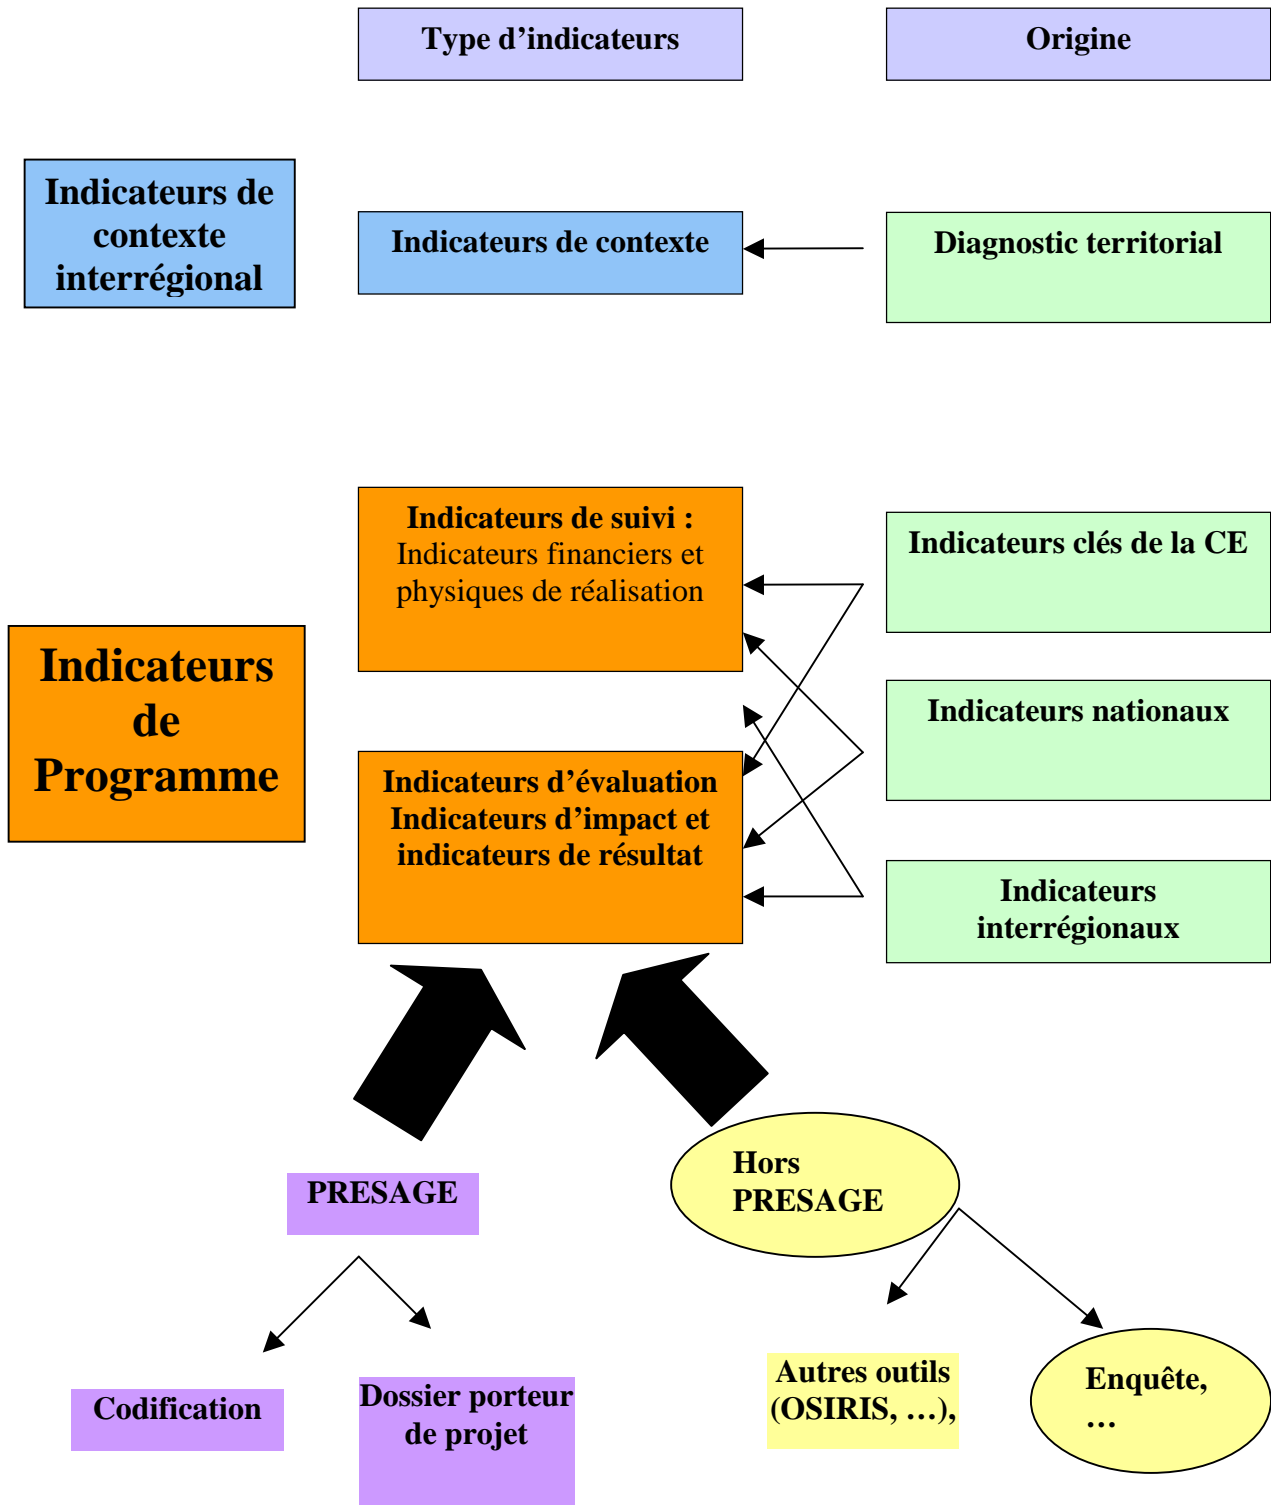 Type d’indicateurs
Origine
Indicateurs de
contexte
interrégional
Indicateurs de contexte
Diagnostic territorial
Indicateurs de suivi :
Indicateurs financiers et
physiques de réalisation
Indicateurs clés de la CE
Indicateurs
de
Programme
Indicateurs nationaux
Indicateurs d’évaluation
Indicateurs d’impact et
indicateurs de résultat
Indicateurs
interrégionaux
PRESAGE
Hors
PRESAGE
Codification
Dossier porteur
de projet
Autres outils
(OSIRIS, …),
Enquête,
…